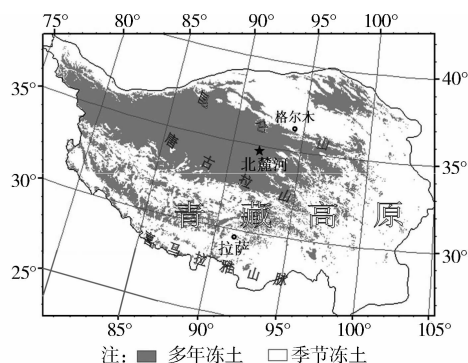 75° 80° 85° 90° 95° 100°
35° 40°
30° 35°
25° 30°
昆仑山
格尔木
北麓河
唐古拉山
青藏高原
拉萨
喜马拉雅山脉
85° 90° 95° 100° 105°
注： 多年冻土 季节冻土